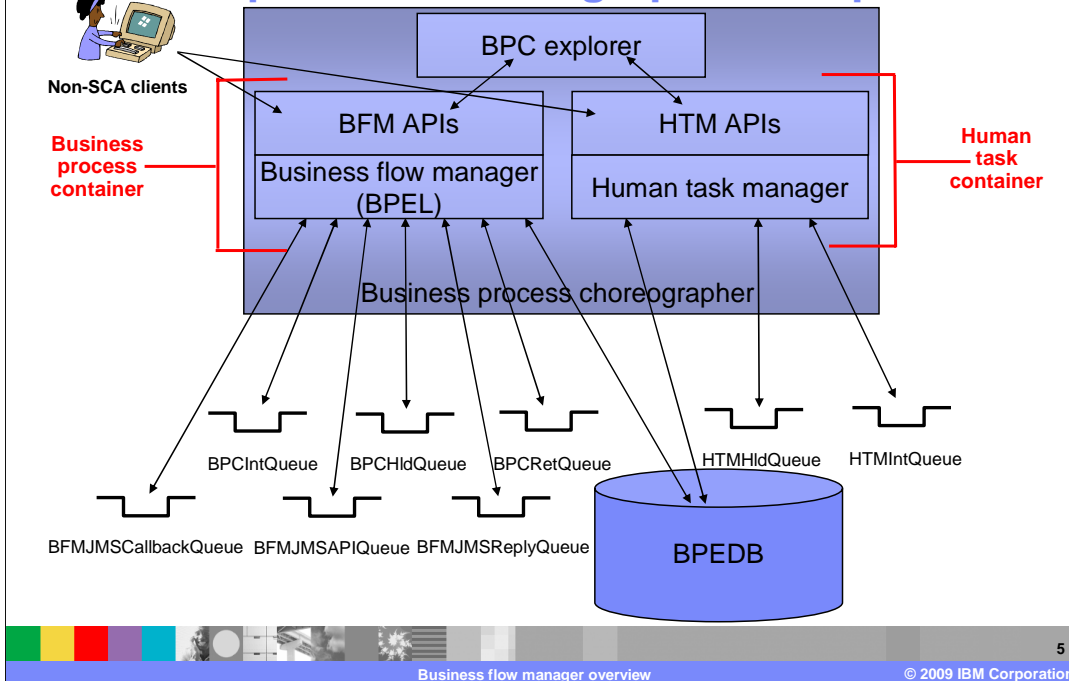 BPC explorer
Non-SCA clients
BFM APIs
HTM APIs
Business
process
container
Human
task
container
Business flow manager
(BPEL)
Human task manager
Business process choreographer
BPCIntQueue
BPCHldQueue
BPCRetQueue
HTMHldQueue
HTMIntQueue
BFMJMSCallbackQueue
BFMJMSAPIQueue
BFMJMSReplyQueue
BPEDB
5
Business flow manager overview
© 2009 IBM Corporation